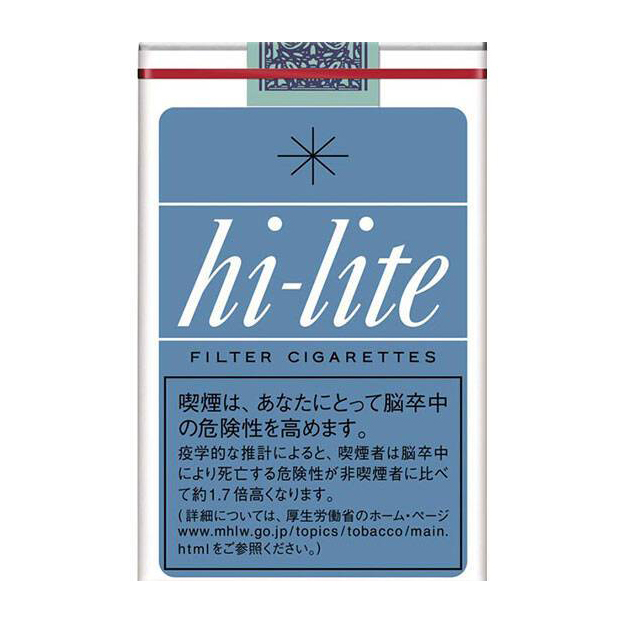 hi-lite
FILTER CIGARETTES
喫煙は、あなたにとって脳卒中
の危険性を高めます。
疫学的な推計によると、喫煙者は脳卒中
により死亡する危険性が非喫煙者に比べ
て約1.7倍高くなります。
(詳細については、厚生労働省のホーム・ページ
www.mhlw.go.jp/topics/tobacco/main.
htmlをご参照ください。)